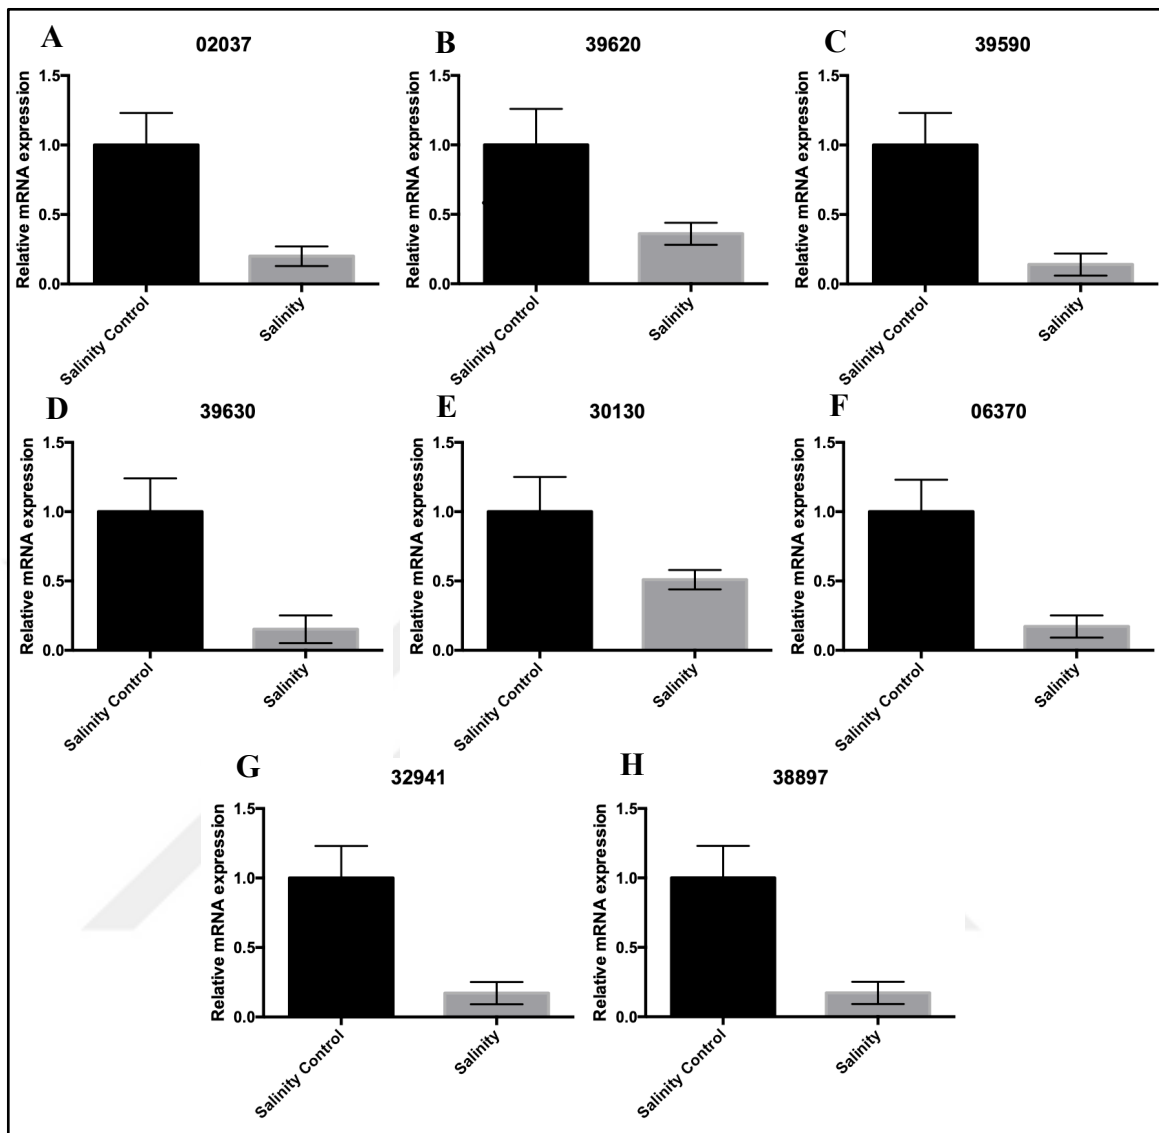 A 02037
Relative mRNA expression
1.5
1.0
0.5
0.0
Salinity Control
Salinity
B 39620
Relative mRNA expression
1.5
1.0
0.5
0.0
Salinity Control
Salinity
C 39590
Relative mRNA expression
1.5
1.0
0.5
0.0
Salinity Control
Salinity
D 39630
Relative mRNA expression
1.5
1.0
0.5
0.0
Salinity Control
Salinity
E 30130
Relative mRNA expression
1.5
1.0
0.5
0.0
Salinity Control
Salinity
F 06370
Relative mRNA expression
1.5
1.0
0.5
0.0
Salinity Control
Salinity
G 32941
Relative mRNA expression
1.5
1.0
0.5
0.0
Salinity Control
Salinity
H 38897
Relative mRNA expression
1.5
1.0
0.5
0.0
Salinity Control
Salinity